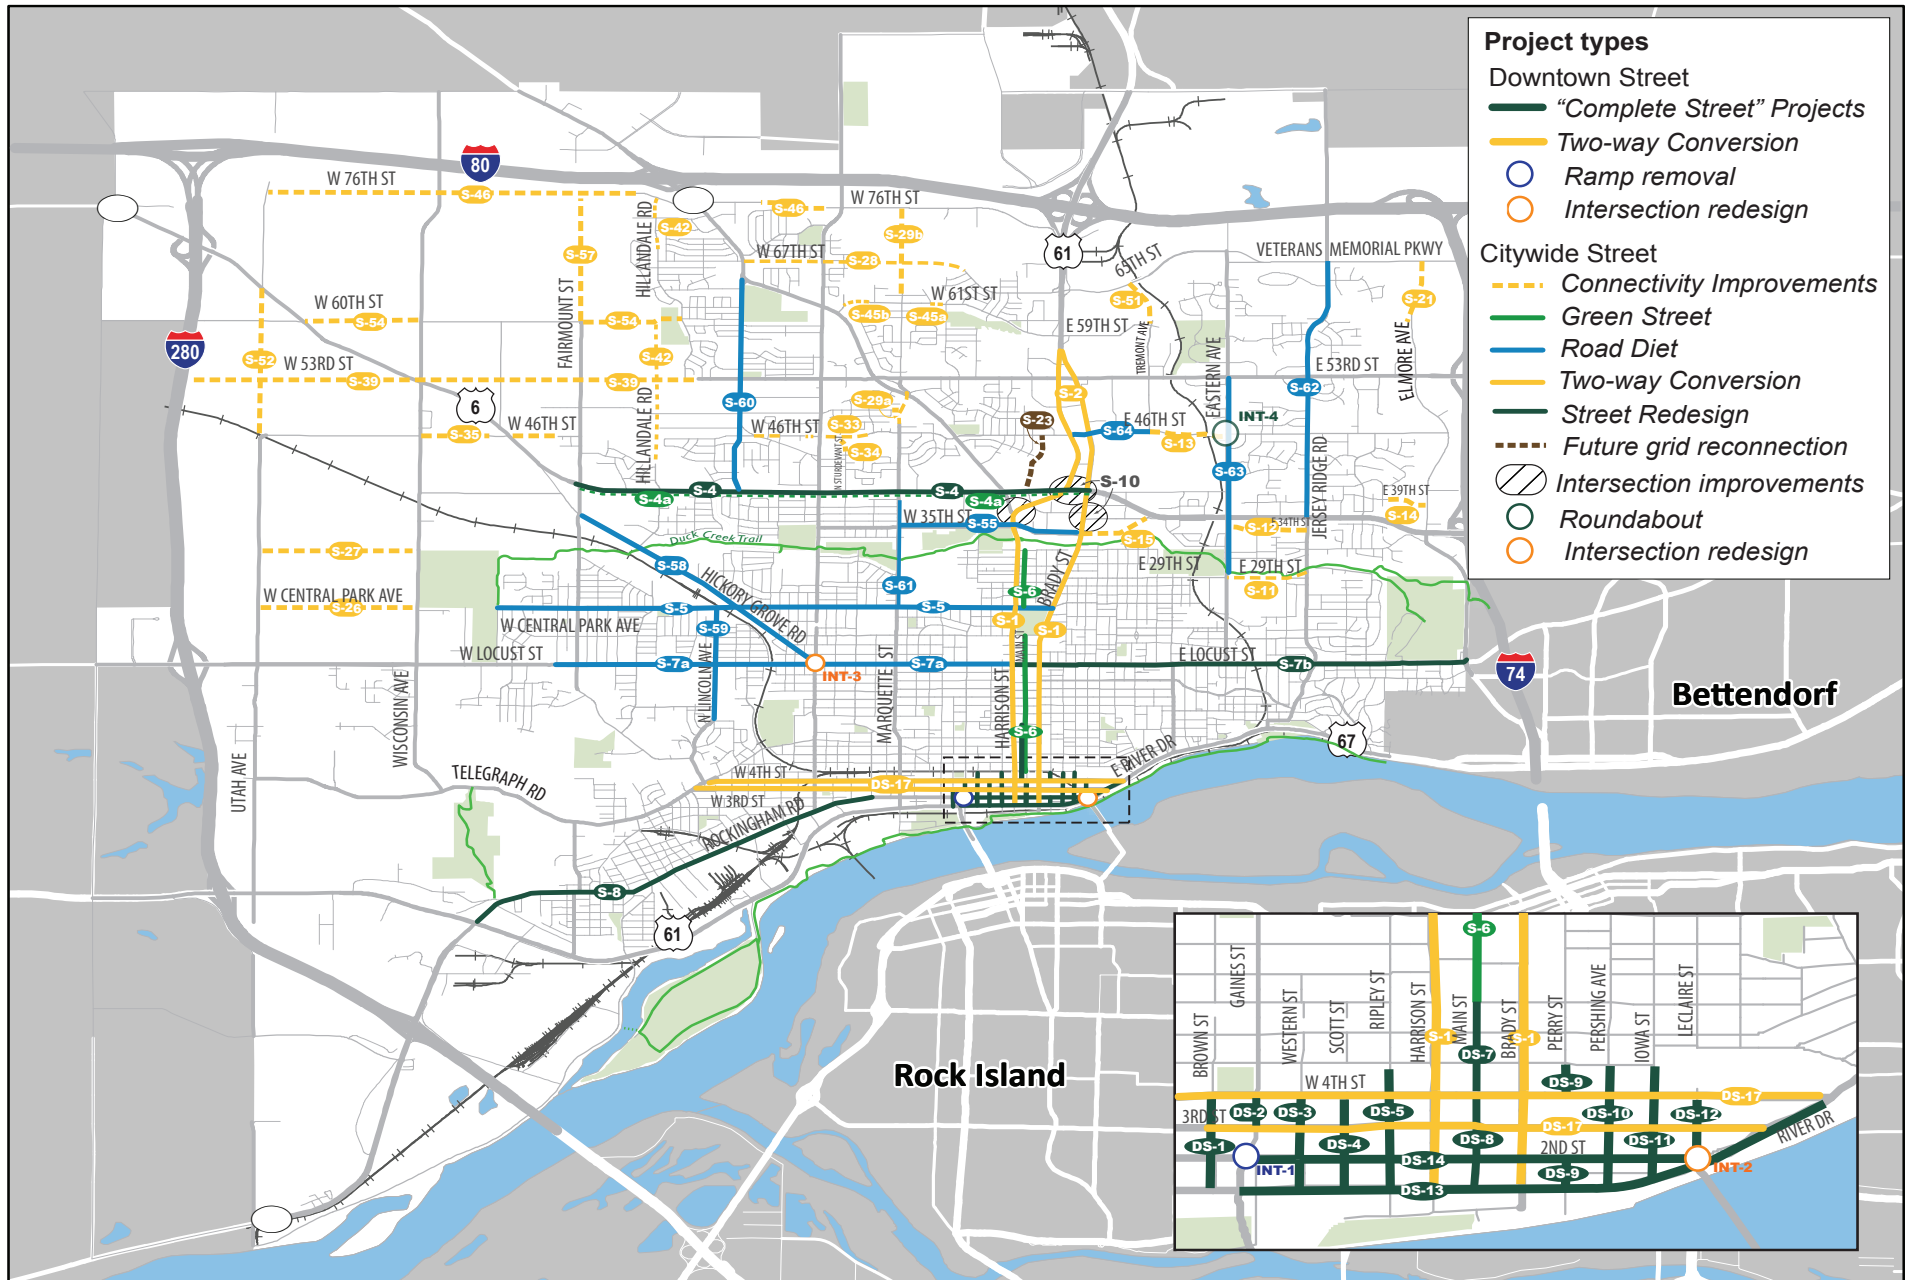 Project types
Downtown Street
“Complete Street” Projects
Two-way Conversion
Ramp removal
Intersection redesign
Citywide Street
Connectivity Improvements
Green Street
Road Diet
Two-way Conversion
Street Redesign
Future grid reconnection
Intersection improvements
Roundabout
Intersection redesign
80
W 76TH ST
S-46
S-46
W 76TH ST
HILLANDALE RD
S-42
S-29b
61
65TH ST
VETERANS MEMORIAL PKWY
S-57
W 67TH ST
S-28
FAIRMOUNT ST
W 60TH ST
S-54
S-54
W 61ST ST
S-45b
S-45a
S-51
S-21
E 59TH ST
TREMONT AVE
EASTERN AVE
ELMORE AVE
280
S-52
W 53RD ST
S-39
S-42
S-39
E 53RD ST
S-62
S-2
S-60
S-29a
6
HILLANDALE RD
W 46TH ST
S-35
W 46TH ST
S-33
S-34
N STURDEVANT ST
S-23
E 46TH ST
S-64
S-13
INT-4
S-63
JERSEY RIDGE RD
S-4
S-4a
S-4
S-4a
S-10
E 39TH ST
S-14
W 35TH ST
S-55
S-12
E 34TH ST
S-15
Duck Creek Trail
S-27
S-58
HICKORY GROVE RD
S-61
BRADY ST
E 29TH ST
E 29TH ST
S-11
W CENTRAL PARK AVE
S-26
S-5
S-5
S-6
W CENTRAL PARK AVE
S-59
S-1
S-1
MAIN ST
W LOCUST ST
S-7a
S-7a
INT-3
E LOCUST ST
S-7b
74
Bettendorf
WISCONSIN AVE
N LINCOLN AVE
MARQUETTE ST
HARRISON ST
S-6
67
UTAH AVE
TELEGRAPH RD
W 4TH ST
DS-17
W 3RD ST
E RIVER DR
ROCKINGHAM RD
S-8
61
Rock Island
S-6
GAINES ST
BROWN ST
WESTERN ST
SCOTT ST
RIPLEY ST
HARRISON ST
MAIN ST
BRADY ST
PERRY ST
PERSHING AVE
IOWA ST
LECLAIRE ST
S-1
S-1
DS-7
W 4TH ST
DS-9
DS-17
3RD ST
DS-2
DS-3
DS-5
DS-10
DS-12
DS-17
DS-1
DS-4
DS-8
2ND ST
DS-11
RIVER DR
INT-1
DS-14
DS-9
INT-2
DS-13